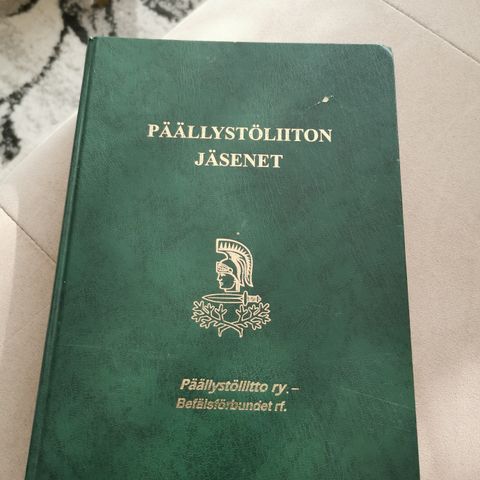 PÄÄLLYSTÖLIITON
JÄSENET
Päällystöliitto ry.–
Befälsförbundet rf.